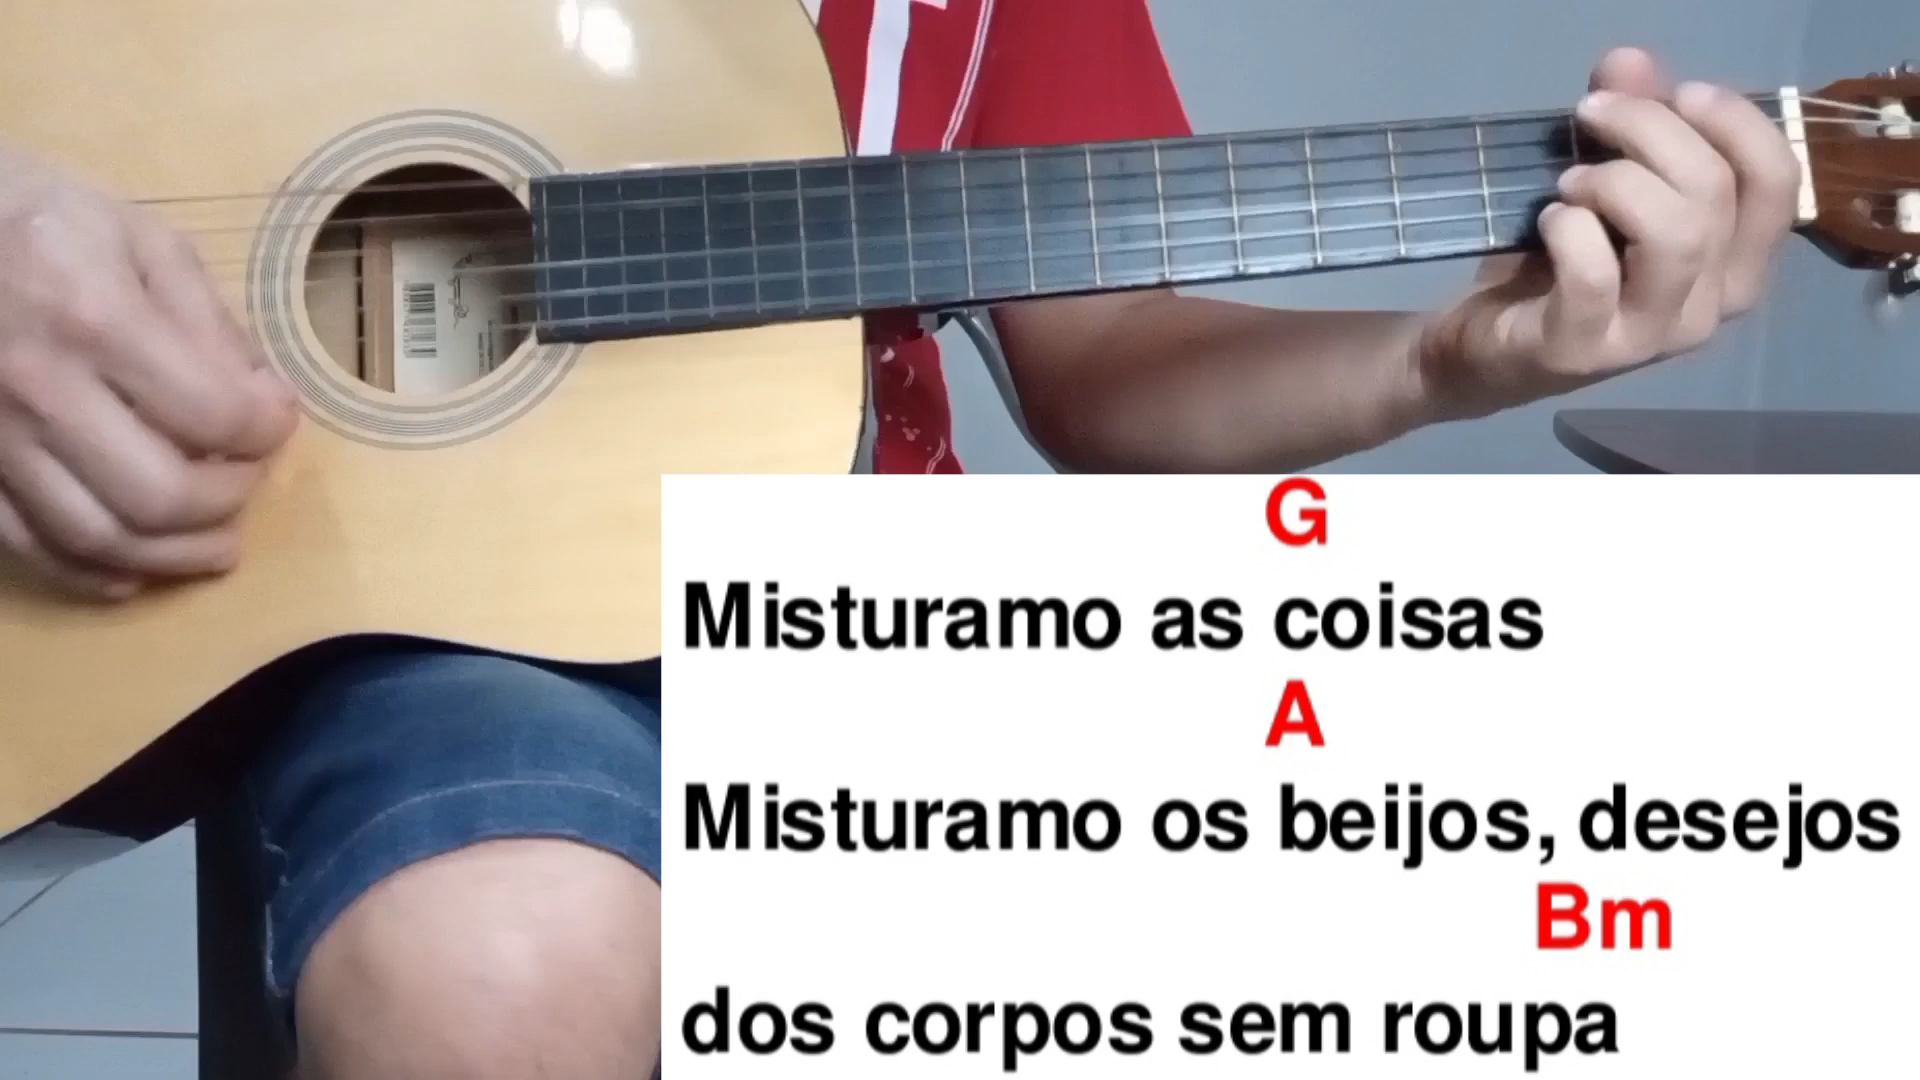 G
Misturamo as coisas
A
Misturamo os beijos, desejos
Bm
dos corpos sem roupa